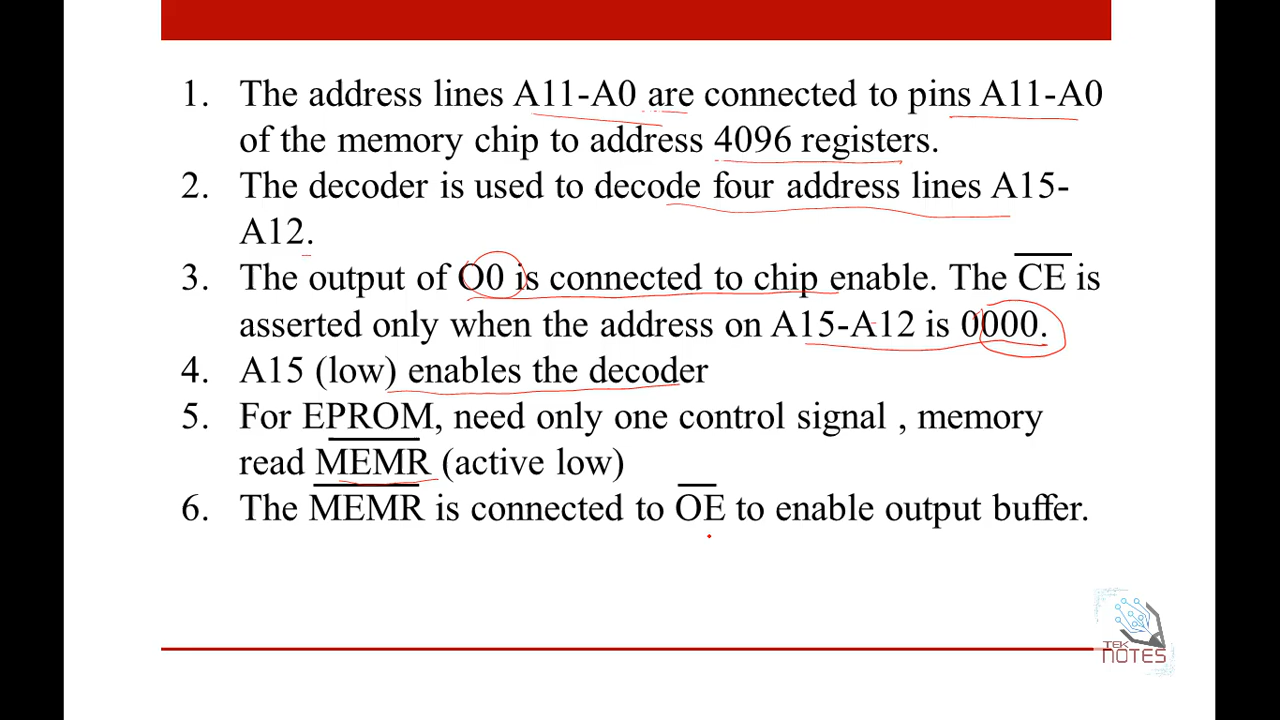 1. The address lines A11-A0 are connected to pins A11-A0
of the memory chip to address 4096 registers.
2. The decoder is used to decode four address lines A15-
A12.
3. The output of O0 is connected to chip enable. The C̅E̅ is
asserted only when the address on A15-A12 is 0000.
4. A15 (low) enables the decoder
5. For EPROM, need only one control signal , memory
read M̅E̅M̅R̅ (active low)
6. The M̅E̅M̅R̅ is connected to O̅E̅ to enable output buffer.
TEK
NOTES